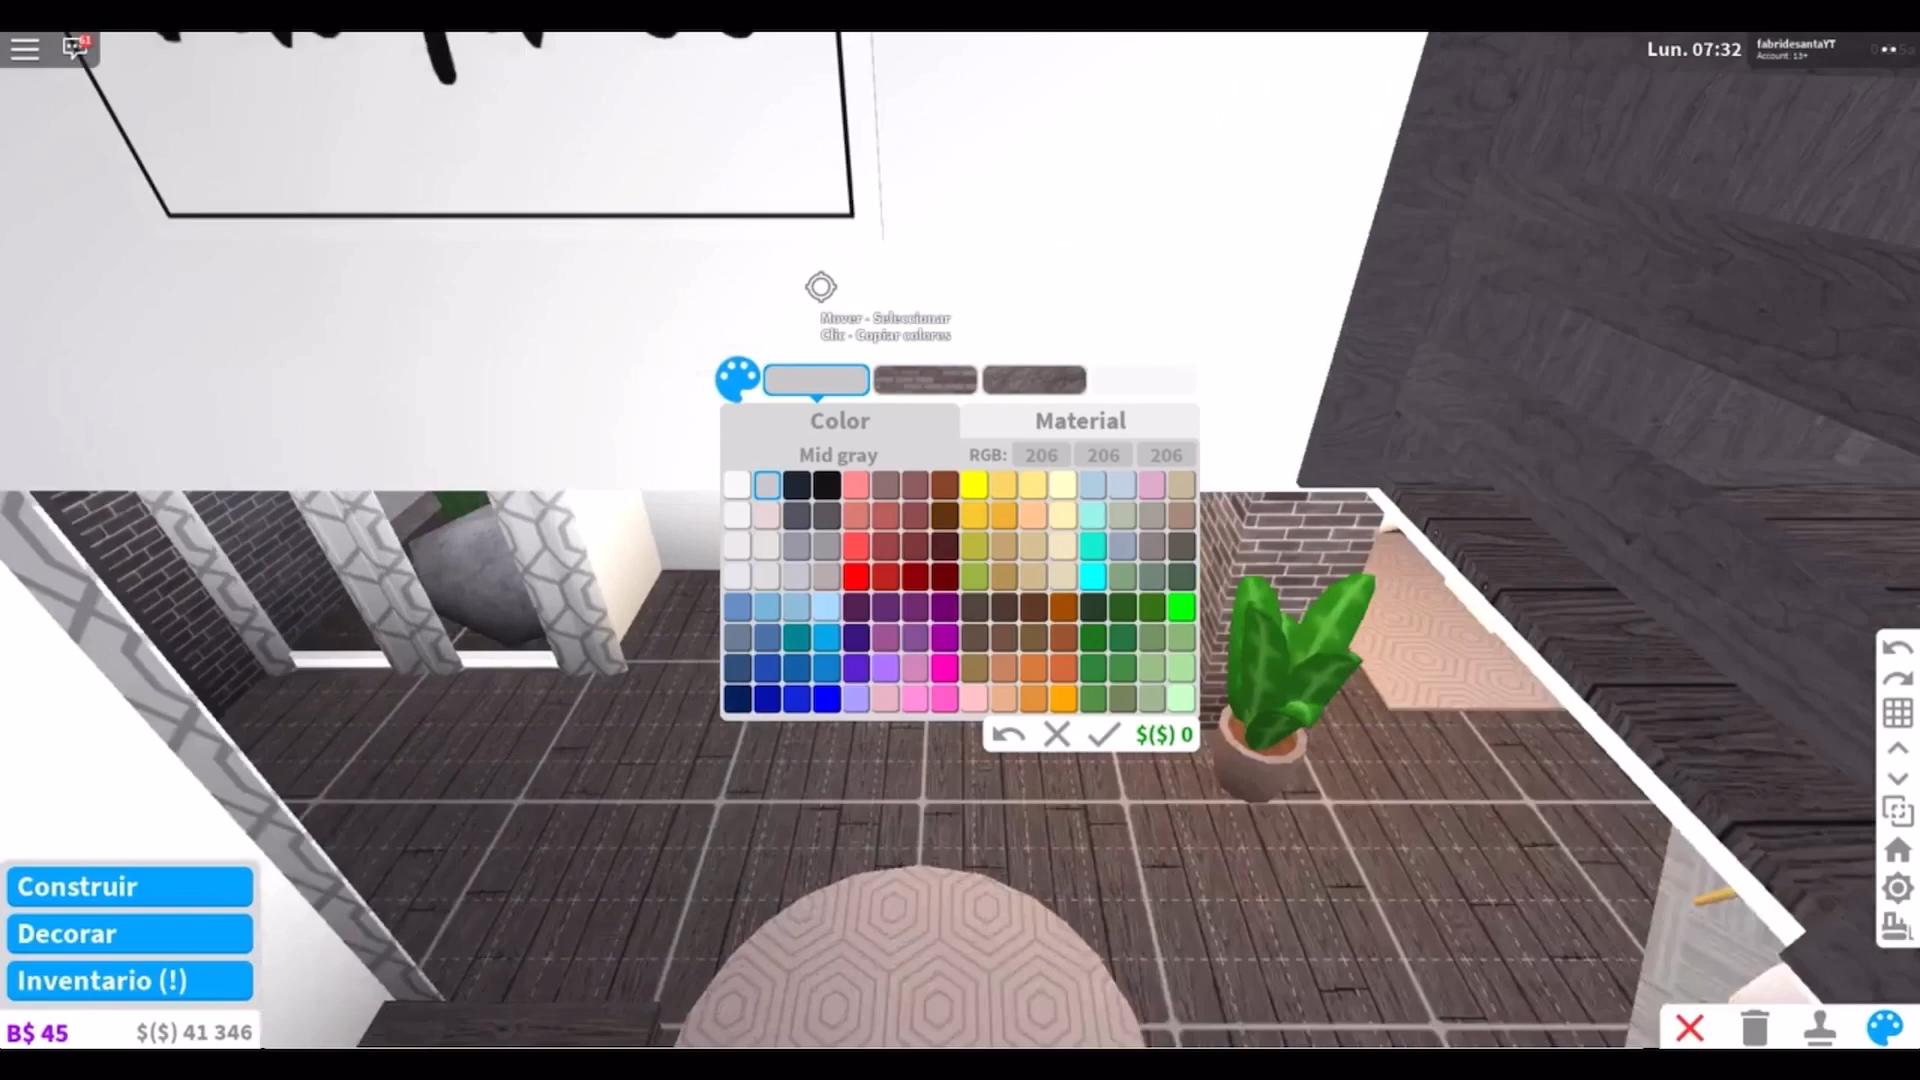 61
Lun. 07:32
fabridesantaYT
Account: 13+
Mover - Seleccionar
Clic - Copiar colores
Color
Material
Mid gray
RGB: 206 206 206
$($) 0
Construir
Decorar
Inventario (!)
B$ 45
$($) 41 346